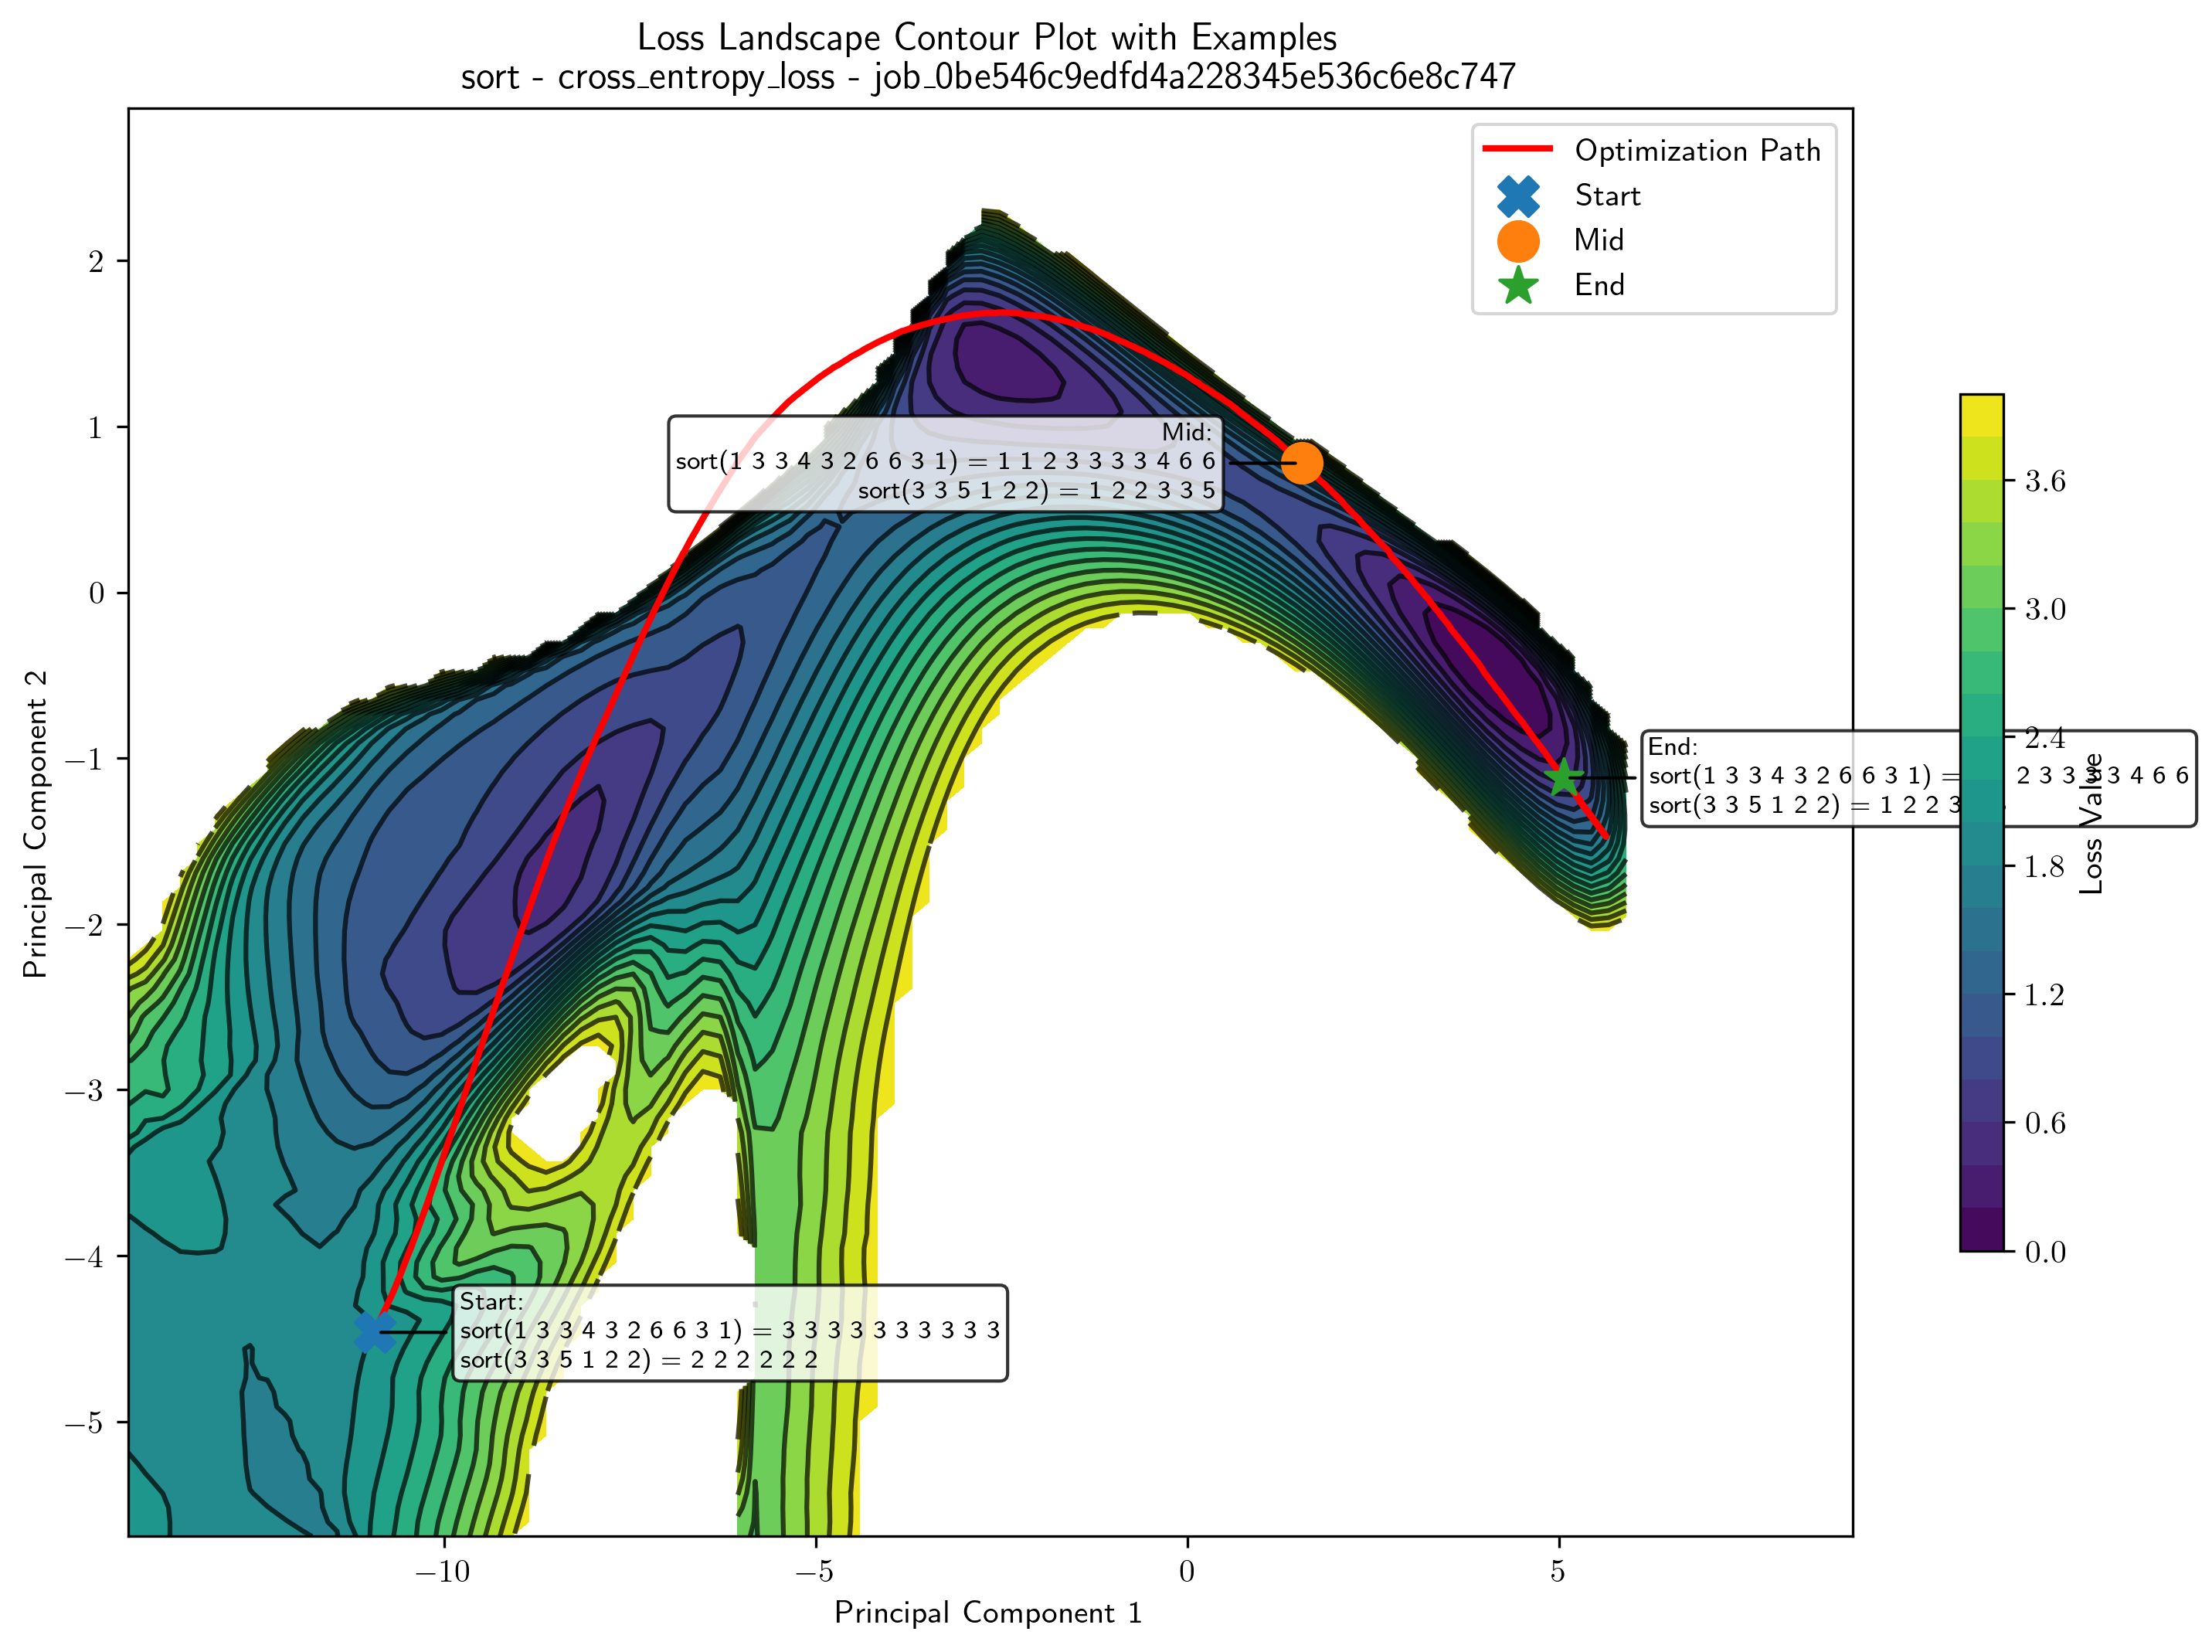 Loss Landscape Contour Plot with Examples
sort - cross_entropy_loss - job_0be546c9edfd4a228345e536c6e8c747
Optimization Path
Start
Mid
End
2
1
0
−1
−2
−3
−4
−5
Principal Component 2
Mid:
sort(1 3 3 4 3 2 6 6 3 1) = 1 1 2 3 3 3 3 4 6 6
sort(3 3 5 1 2 2) = 1 2 2 3 3 5
End:
sort(1 3 3 4 3 2 6 6 3 1) = 2 3 3 3 3 4 6 6
sort(3 3 5 1 2 2) = 1 2 2 3
Start:
sort(1 3 3 4 3 2 6 6 3 1) = 3 3 3 3 3 3 3 3 3 3
sort(3 3 5 1 2 2) = 2 2 2 2 2 2
−10
−5
0
5
Principal Component 1
3.6
3.0
2.4
1.8
1.2
0.6
0.0
Loss Value